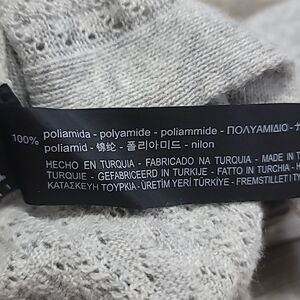 100% poliamida - polyamide - poliammide - ΠΟΛΥΑΜΙΔΙΟ -
poliamid - 锦纶 - 폴리아미드 - nilon
HECHO EN TURQUIA - FABRICADO NA TURQUIA - MADE IN
TURQUIE - GEFABRICEERD IN TURKIJE - FATTO IN TURCHIA -
ΚΑΤΑΣΚΕΥΗ ΤΟΥΡΚΙΑ - ÜRETİM YERİ TÜRKİYE - FREMSTILLET I